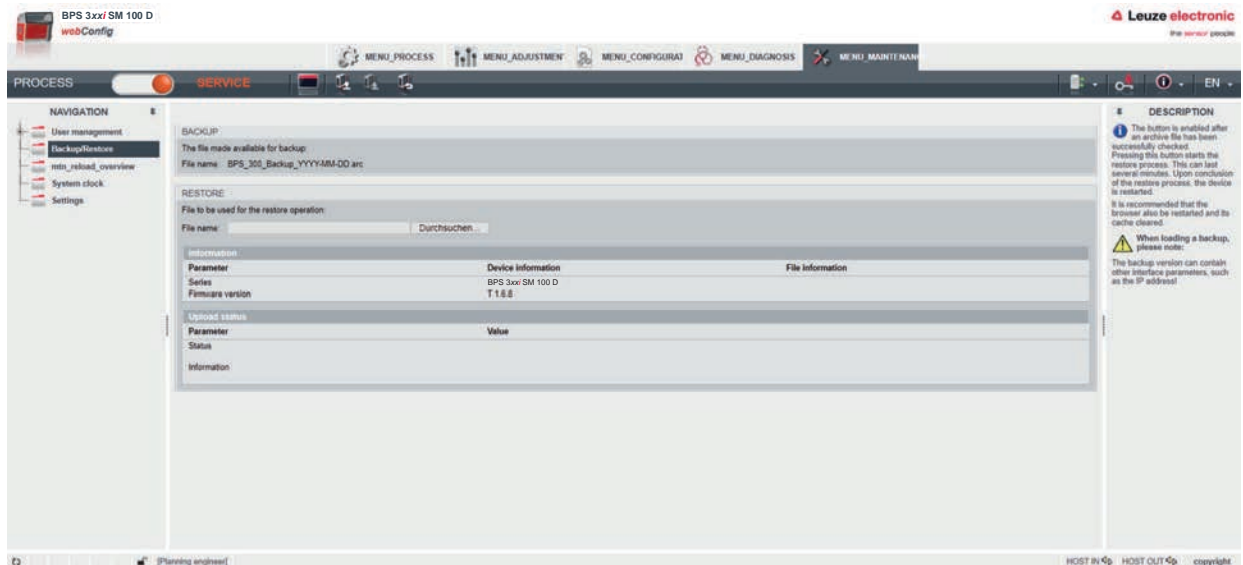 BPS 3xxi SM 100 D
webConfig
Leuze electronic
the sensor people
MENU_PROCESS
MENU_ADJUSTMEN
MENU_CONFIGURAT
MENU_DIAGNOSIS
MENU_MAINTENAN
PROCESS
SERVICE
EN
NAVIGATION
User management
Backup/Restore
mtn_reload_overview
System clock
Settings
BACKUP
The file made available for backup:
File name: BPS_300_Backup_YYYY-MM-DD.arc
RESTORE
File to be used for the restore operation:
File name: Durchsuchen...
Information
Parameter Device information File information
Series BPS 3xxi SM 100 D
Firmware version T 1.6.8
Upload status
Parameter Value
Status
Information
DESCRIPTION
The button is enabled after
an archive file has been
successfully checked.
Pressing this button starts the
restore process. This can last
several minutes. Upon conclusion
of the restore process, the device
is restarted.
It is recommended that the
browser also be restarted and its
cache cleared.
When loading a backup,
please note:
The backup version can contain
other interface parameters, such
as the IP address!
[Planning engineer]
HOST IN HOST OUT copyright